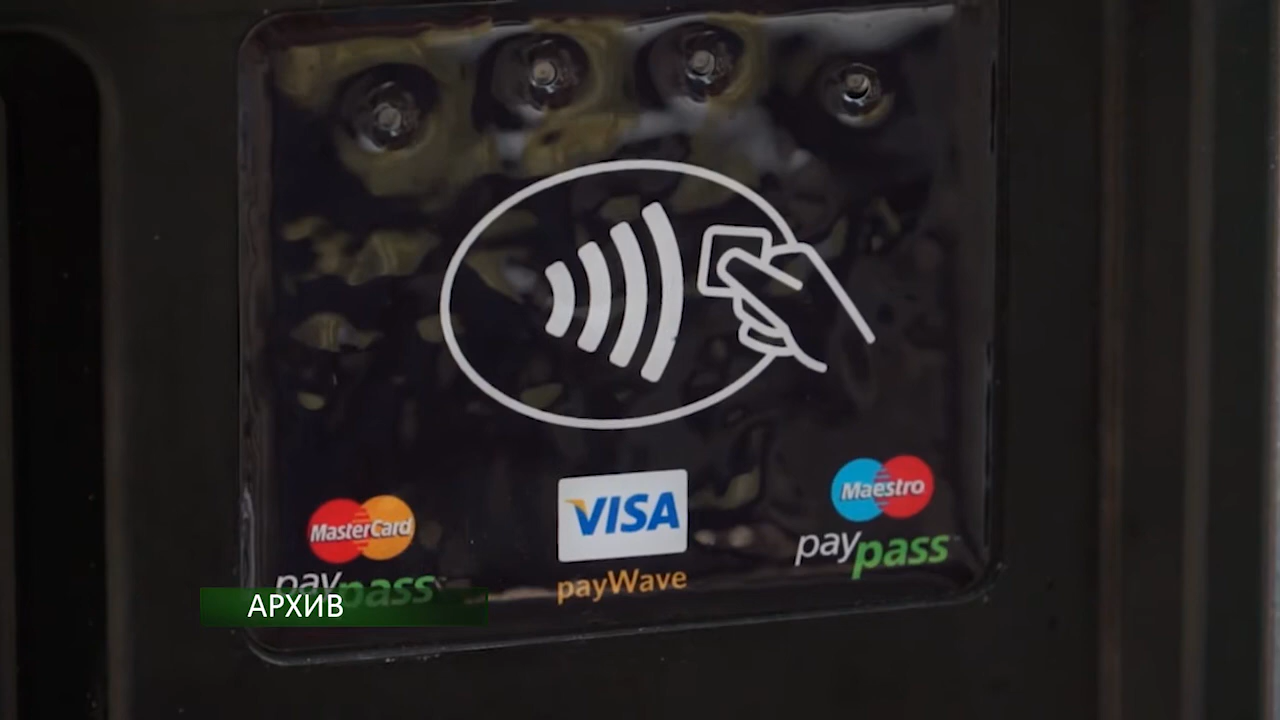 MasterCard
paypass
VISA
payWave
Maestro
paypass
АРХИВ